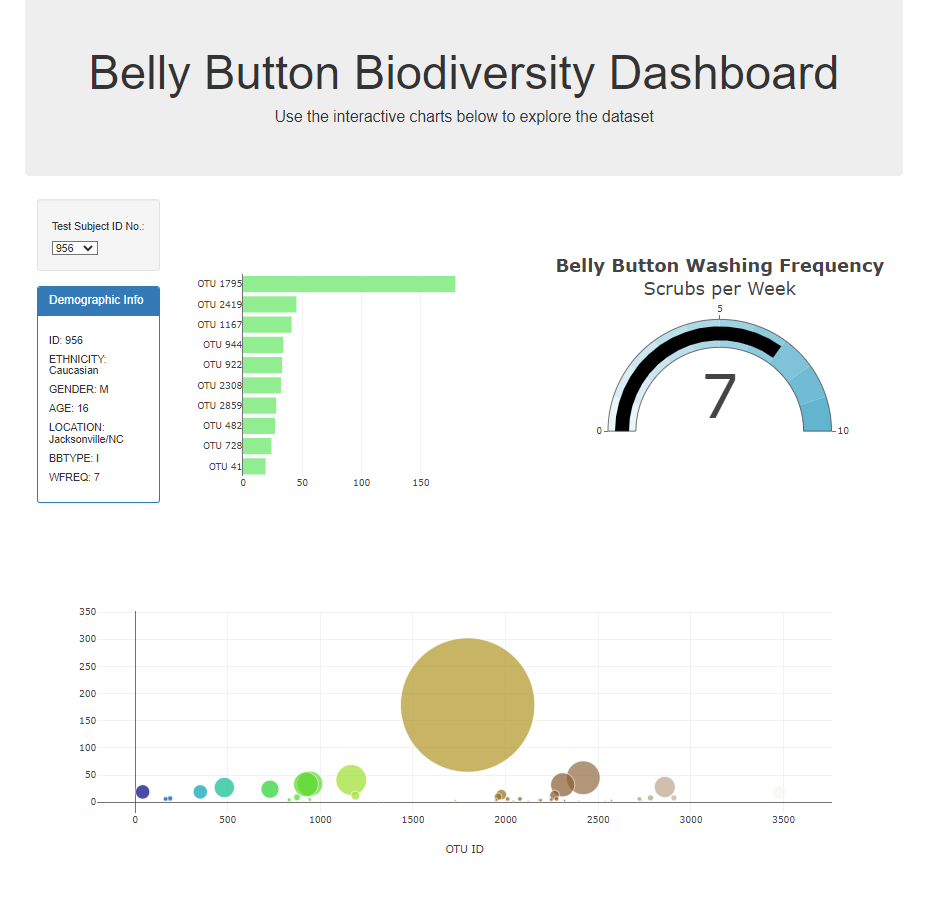 Belly Button Biodiversity Dashboard
Use the interactive charts below to explore the dataset
Test Subject ID No.:
956
Demographic Info
ID: 956
ETHNICITY:
Caucasian
GENDER: M
AGE: 16
LOCATION:
Jacksonville/NC
BBTYPE: I
WFREQ: 7
OTU 1795
OTU 2419
OTU 1167
OTU 944
OTU 922
OTU 2308
OTU 2859
OTU 482
OTU 728
OTU 41
0 50 100 150
Belly Button Washing Frequency
Scrubs per Week
5
7
0 10
350
300
250
200
150
100
50
0
0 500 1000 1500 2000 2500 3000 3500
OTU ID